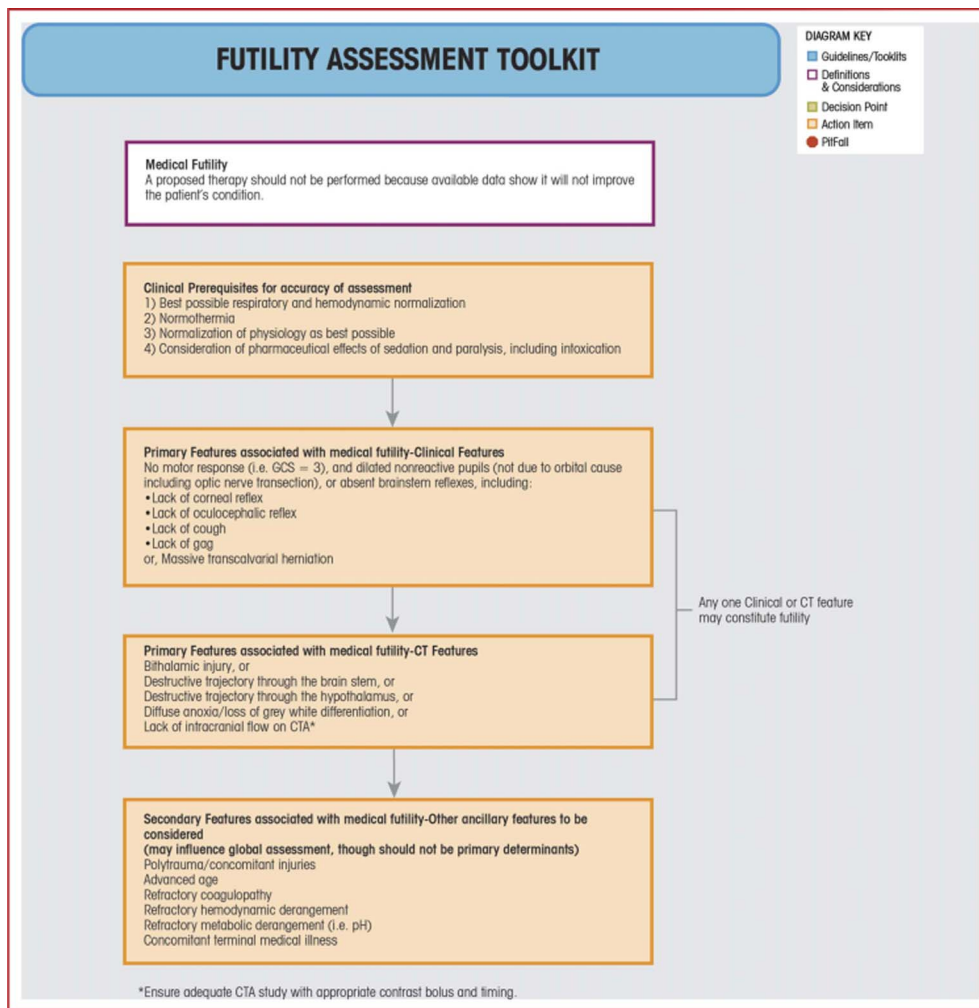 FUTILITY ASSESSMENT TOOLKIT
DIAGRAM KEY
Guidelines/Tooklits
Definitions
& Considerations
Decision Point
Action Item
PitFall
Medical Futility
A proposed therapy should not be performed because available data show it will not improve
the patient's condition.
Clinical Prerequisites for accuracy of assessment
1) Best possible respiratory and hemodynamic normalization
2) Normothermia
3) Normalization of physiology as best possible
4) Consideration of pharmaceutical effects of sedation and paralysis, including intoxication
Primary Features associated with medical futility-Clinical Features
No motor response (i.e. GCS = 3), and dilated nonreactive pupils (not due to orbital cause
including optic nerve transection), or absent brainstem reflexes, including:
•Lack of corneal reflex
•Lack of oculocephalic reflex
•Lack of cough
•Lack of gag
or, Massive transcalvarial herniation
Any one Clinical or CT feature
may constitute futility
Primary Features associated with medical futility-CT Features
Bithalamic injury, or
Destructive trajectory through the brain stem, or
Destructive trajectory through the hypothalamus, or
Diffuse anoxia/loss of grey white differentiation, or
Lack of intracranial flow on CTA*
Secondary Features associated with medical futility-Other ancillary features to be
considered
(may influence global assessment, though should not be primary determinants)
Polytrauma/concomitant injuries
Advanced age
Refractory coagulopathy
Refractory hemodynamic derangement
Refractory metabolic derangement (i.e. pH)
Concomitant terminal medical illness
*Ensure adequate CTA study with appropriate contrast bolus and timing.